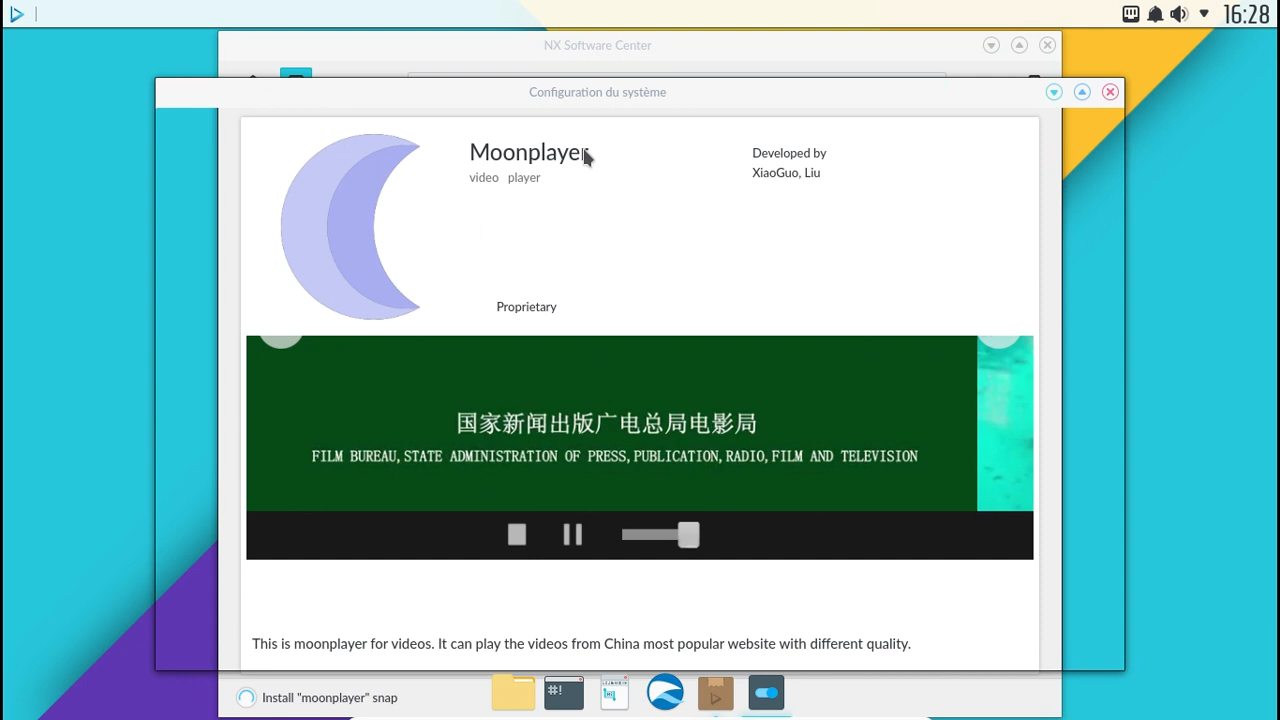 16:28
NX Software Center
Configuration du système
Moonplayer
video player
Developed by
XiaoGuo, Liu
Proprietary
国家新闻出版广电总局电影局
FILM BUREAU, STATE ADMINISTRATION OF PRESS, PUBLICATION, RADIO, FILM AND TELEVISION
This is moonplayer for videos. It can play the videos from China most popular website with different quality.
Install "moonplayer" snap
#!